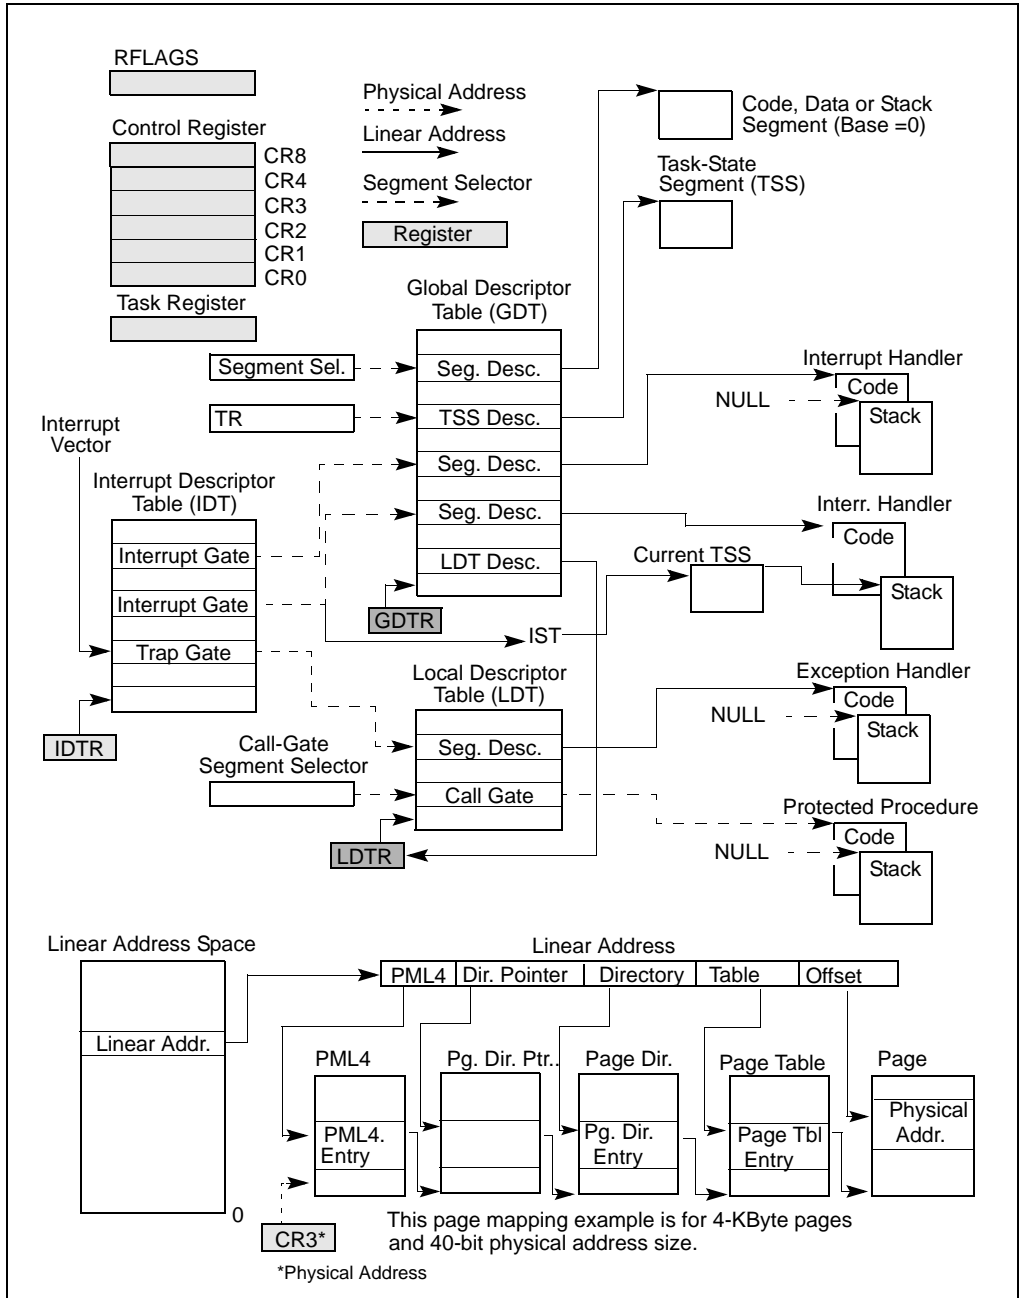 RFLAGS
Control Register
CR8
CR4
CR3
CR2
CR1
CR0
Task Register
Physical Address
Linear Address
Segment Selector
Register
Code, Data or Stack
Segment (Base =0)
Task-State
Segment (TSS)
Global Descriptor
Table (GDT)
Segment Sel.
Seg. Desc.
TR
TSS Desc.
Seg. Desc.
Seg. Desc.
LDT Desc.
GDTR
Interrupt Handler
Code
NULL
Stack
Interrupt
Vector
Interrupt Descriptor
Table (IDT)
Interrupt Gate
Interrupt Gate
Trap Gate
IDTR
Interr. Handler
Code
Current TSS
Stack
IST
Local Descriptor
Table (LDT)
Seg. Desc.
Call Gate
Call-Gate
Segment Selector
LDTR
Exception Handler
Code
NULL
Stack
Protected Procedure
Code
NULL
Stack
Linear Address Space
Linear Addr.
0
Linear Address
PML4
Dir. Pointer
Directory
Table
Offset
PML4
Pg. Dir. Ptr..
Page Dir.
Page Table
Page
PML4.
Entry
Pg. Dir.
Entry
Page Tbl
Entry
Physical
Addr.
CR3*
This page mapping example is for 4-KByte pages
and 40-bit physical address size.
*Physical Address